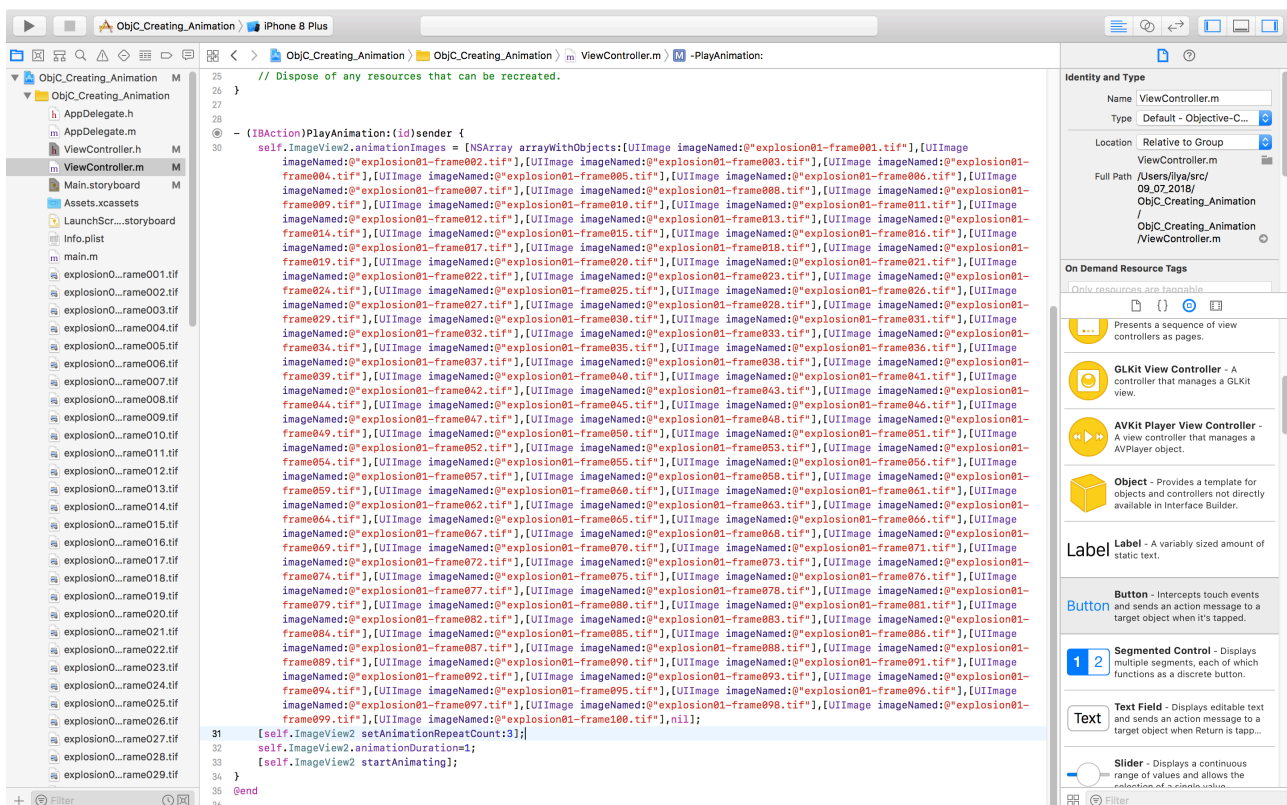 ObjC_Creating_Animation 〉 iPhone 8 Plus
ObjC_Creating_Animation 〉 ObjC_Creating_Animation 〉 ViewController.m 〉 M -PlayAnimation:
ObjC_Creating_Animation M
ObjC_Creating_Animation
h AppDelegate.h
m AppDelegate.m
h ViewController.h M
m ViewController.m M
Main.storyboard M
Assets.xcassets
LaunchScr....storyboard
Info.plist
m main.m
explosion0...rame001.tif
explosion0...rame002.tif
explosion0...rame003.tif
explosion0...rame004.tif
explosion0...rame005.tif
explosion0...rame006.tif
explosion0...rame007.tif
explosion0...rame008.tif
explosion0...rame009.tif
explosion0...rame010.tif
explosion0...rame011.tif
explosion0...rame012.tif
explosion0...rame013.tif
explosion0...rame014.tif
explosion0...rame015.tif
explosion0...rame016.tif
explosion0...rame017.tif
explosion0...rame018.tif
explosion0...rame019.tif
explosion0...rame020.tif
explosion0...rame021.tif
explosion0...rame022.tif
explosion0...rame023.tif
explosion0...rame024.tif
explosion0...rame025.tif
explosion0...rame026.tif
explosion0...rame027.tif
explosion0...rame028.tif
explosion0...rame029.tif
Filter
25 // Dispose of any resources that can be recreated.
26 }
27
28
- (IBAction)PlayAnimation:(id)sender {
30 self.ImageView2.animationImages = [NSArray arrayWithObjects:[UIImage imageNamed:@"explosion01-frame001.tif"],[UIImage
imageNamed:@"explosion01-frame002.tif"],[UIImage imageNamed:@"explosion01-frame003.tif"],[UIImage imageNamed:@"explosion01-
frame004.tif"],[UIImage imageNamed:@"explosion01-frame005.tif"],[UIImage imageNamed:@"explosion01-frame006.tif"],[UIImage
imageNamed:@"explosion01-frame007.tif"],[UIImage imageNamed:@"explosion01-frame008.tif"],[UIImage imageNamed:@"explosion01-
frame009.tif"],[UIImage imageNamed:@"explosion01-frame010.tif"],[UIImage imageNamed:@"explosion01-frame011.tif"],[UIImage
imageNamed:@"explosion01-frame012.tif"],[UIImage imageNamed:@"explosion01-frame013.tif"],[UIImage imageNamed:@"explosion01-
frame014.tif"],[UIImage imageNamed:@"explosion01-frame015.tif"],[UIImage imageNamed:@"explosion01-frame016.tif"],[UIImage
imageNamed:@"explosion01-frame017.tif"],[UIImage imageNamed:@"explosion01-frame018.tif"],[UIImage imageNamed:@"explosion01-
frame019.tif"],[UIImage imageNamed:@"explosion01-frame020.tif"],[UIImage imageNamed:@"explosion01-frame021.tif"],[UIImage
imageNamed:@"explosion01-frame022.tif"],[UIImage imageNamed:@"explosion01-frame023.tif"],[UIImage imageNamed:@"explosion01-
frame024.tif"],[UIImage imageNamed:@"explosion01-frame025.tif"],[UIImage imageNamed:@"explosion01-frame026.tif"],[UIImage
imageNamed:@"explosion01-frame027.tif"],[UIImage imageNamed:@"explosion01-frame028.tif"],[UIImage imageNamed:@"explosion01-
frame029.tif"],[UIImage imageNamed:@"explosion01-frame030.tif"],[UIImage imageNamed:@"explosion01-frame031.tif"],[UIImage
imageNamed:@"explosion01-frame032.tif"],[UIImage imageNamed:@"explosion01-frame033.tif"],[UIImage imageNamed:@"explosion01-
frame034.tif"],[UIImage imageNamed:@"explosion01-frame035.tif"],[UIImage imageNamed:@"explosion01-frame036.tif"],[UIImage
imageNamed:@"explosion01-frame037.tif"],[UIImage imageNamed:@"explosion01-frame038.tif"],[UIImage imageNamed:@"explosion01-
frame039.tif"],[UIImage imageNamed:@"explosion01-frame040.tif"],[UIImage imageNamed:@"explosion01-frame041.tif"],[UIImage
imageNamed:@"explosion01-frame042.tif"],[UIImage imageNamed:@"explosion01-frame043.tif"],[UIImage imageNamed:@"explosion01-
frame044.tif"],[UIImage imageNamed:@"explosion01-frame045.tif"],[UIImage imageNamed:@"explosion01-frame046.tif"],[UIImage
imageNamed:@"explosion01-frame047.tif"],[UIImage imageNamed:@"explosion01-frame048.tif"],[UIImage imageNamed:@"explosion01-
frame049.tif"],[UIImage imageNamed:@"explosion01-frame050.tif"],[UIImage imageNamed:@"explosion01-frame051.tif"],[UIImage
imageNamed:@"explosion01-frame052.tif"],[UIImage imageNamed:@"explosion01-frame053.tif"],[UIImage imageNamed:@"explosion01-
frame054.tif"],[UIImage imageNamed:@"explosion01-frame055.tif"],[UIImage imageNamed:@"explosion01-frame056.tif"],[UIImage
imageNamed:@"explosion01-frame057.tif"],[UIImage imageNamed:@"explosion01-frame058.tif"],[UIImage imageNamed:@"explosion01-
frame059.tif"],[UIImage imageNamed:@"explosion01-frame060.tif"],[UIImage imageNamed:@"explosion01-frame061.tif"],[UIImage
imageNamed:@"explosion01-frame062.tif"],[UIImage imageNamed:@"explosion01-frame063.tif"],[UIImage imageNamed:@"explosion01-
frame064.tif"],[UIImage imageNamed:@"explosion01-frame065.tif"],[UIImage imageNamed:@"explosion01-frame066.tif"],[UIImage
imageNamed:@"explosion01-frame067.tif"],[UIImage imageNamed:@"explosion01-frame068.tif"],[UIImage imageNamed:@"explosion01-
frame069.tif"],[UIImage imageNamed:@"explosion01-frame070.tif"],[UIImage imageNamed:@"explosion01-frame071.tif"],[UIImage
imageNamed:@"explosion01-frame072.tif"],[UIImage imageNamed:@"explosion01-frame073.tif"],[UIImage imageNamed:@"explosion01-
frame074.tif"],[UIImage imageNamed:@"explosion01-frame075.tif"],[UIImage imageNamed:@"explosion01-frame076.tif"],[UIImage
imageNamed:@"explosion01-frame077.tif"],[UIImage imageNamed:@"explosion01-frame078.tif"],[UIImage imageNamed:@"explosion01-
frame079.tif"],[UIImage imageNamed:@"explosion01-frame080.tif"],[UIImage imageNamed:@"explosion01-frame081.tif"],[UIImage
imageNamed:@"explosion01-frame082.tif"],[UIImage imageNamed:@"explosion01-frame083.tif"],[UIImage imageNamed:@"explosion01-
frame084.tif"],[UIImage imageNamed:@"explosion01-frame085.tif"],[UIImage imageNamed:@"explosion01-frame086.tif"],[UIImage
imageNamed:@"explosion01-frame087.tif"],[UIImage imageNamed:@"explosion01-frame088.tif"],[UIImage imageNamed:@"explosion01-
frame089.tif"],[UIImage imageNamed:@"explosion01-frame090.tif"],[UIImage imageNamed:@"explosion01-frame091.tif"],[UIImage
imageNamed:@"explosion01-frame092.tif"],[UIImage imageNamed:@"explosion01-frame093.tif"],[UIImage imageNamed:@"explosion01-
frame094.tif"],[UIImage imageNamed:@"explosion01-frame095.tif"],[UIImage imageNamed:@"explosion01-frame096.tif"],[UIImage
imageNamed:@"explosion01-frame097.tif"],[UIImage imageNamed:@"explosion01-frame098.tif"],[UIImage imageNamed:@"explosion01-
frame099.tif"],[UIImage imageNamed:@"explosion01-frame100.tif"],nil];
31 [self.ImageView2 setAnimationRepeatCount:3];
32 self.ImageView2.animationDuration=1;
33 [self.ImageView2 startAnimating];
34 }
35 @end
36
Identity and Type
Name ViewController.m
Type Default - Objective-C...
Location Relative to Group
ViewController.m
Full Path /Users/ilya/src/
09_07_2018/
ObjC_Creating_Animation
/
ObjC_Creating_Animation
/ViewController.m
On Demand Resource Tags
Only resources are taggable
{}
Presents a sequence of view
controllers as pages.
GLKit View Controller - A
controller that manages a GLKit
view.
AVKit Player View Controller -
A view controller that manages a
AVPlayer object.
Object - Provides a template for
objects and controllers not directly
available in Interface Builder.
Label
Label - A variably sized amount of
static text.
Button
Button - Intercepts touch events
and sends an action message to a
target object when it's tapped.
1 2
Segmented Control - Displays
multiple segments, each of which
functions as a discrete button.
Text
Text Field - Displays editable text
and sends an action message to a
target object when Return is tapp...
Slider - Displays a continuous
range of values and allows the
selection of a single value
Filter